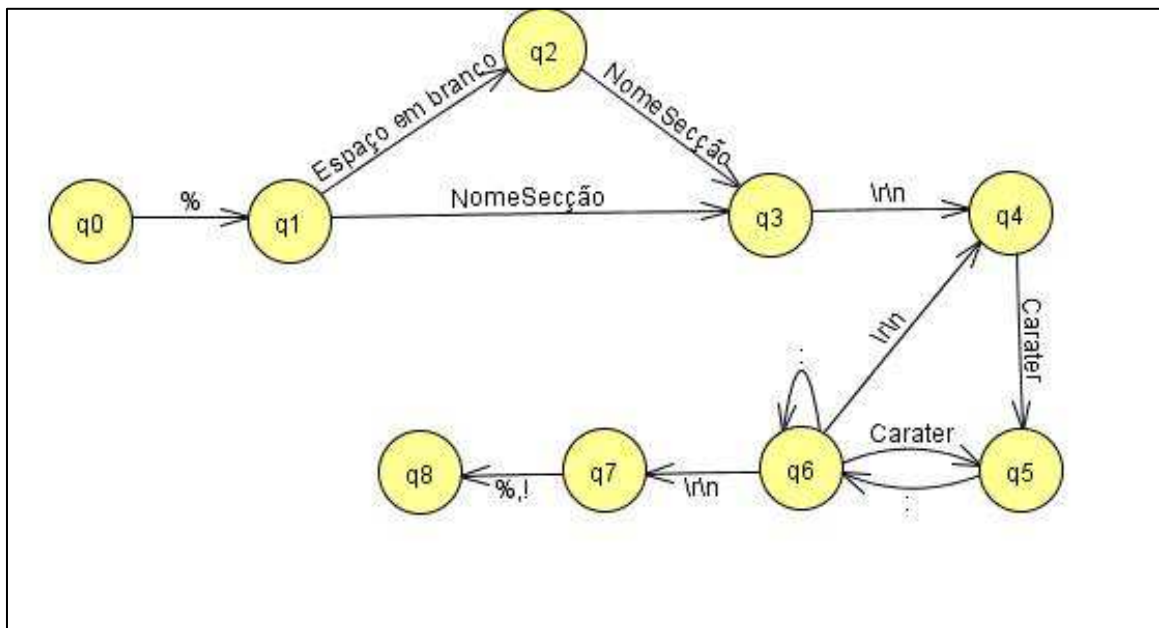 q2
Espaço em branco
NomeSecção
q0
%
q1
NomeSecção
q3
\r\n
q4
\r\n
Carater
:
Carater
q8
%,!
q7
\r\n
q6
:
q5